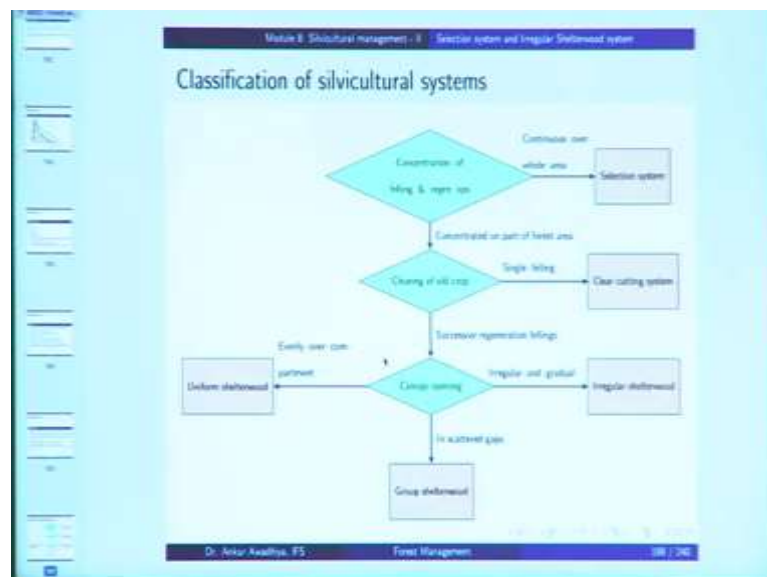 Module 8: Silvicultural management - II Selection system and Irregular Shelterwood system
Classification of silvicultural systems
Concentration of
felling & regen ops
Continuous over
whole area
Selection system
Concentrated on part of forest area
Clearing of old crop
Single felling
Clear cutting system
Successive regeneration fellings
Evenly over com-
partment
Uniform shelterwood
Canopy opening
Irregular and gradual
Irregular shelterwood
In scattered gaps
Group shelterwood
Dr. Ankur Awadhiya, IFS Forest Management / 240